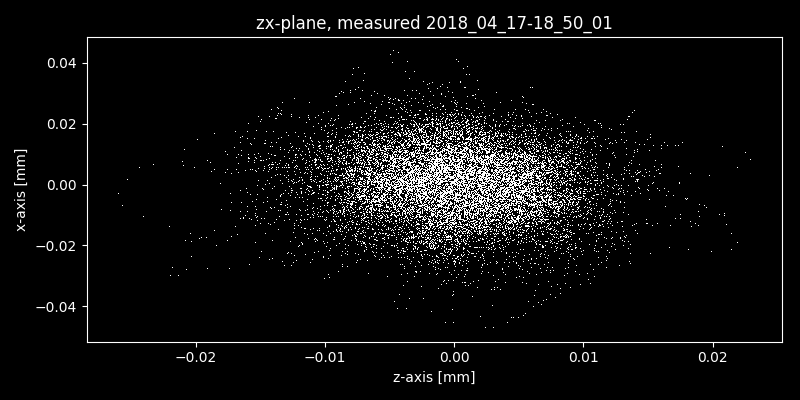 zx-plane, measured 2018_04_17-18_50_01
0.04
0.02
0.00
−0.02
−0.04
x-axis [mm]
−0.02 −0.01 0.00 0.01 0.02
z-axis [mm]